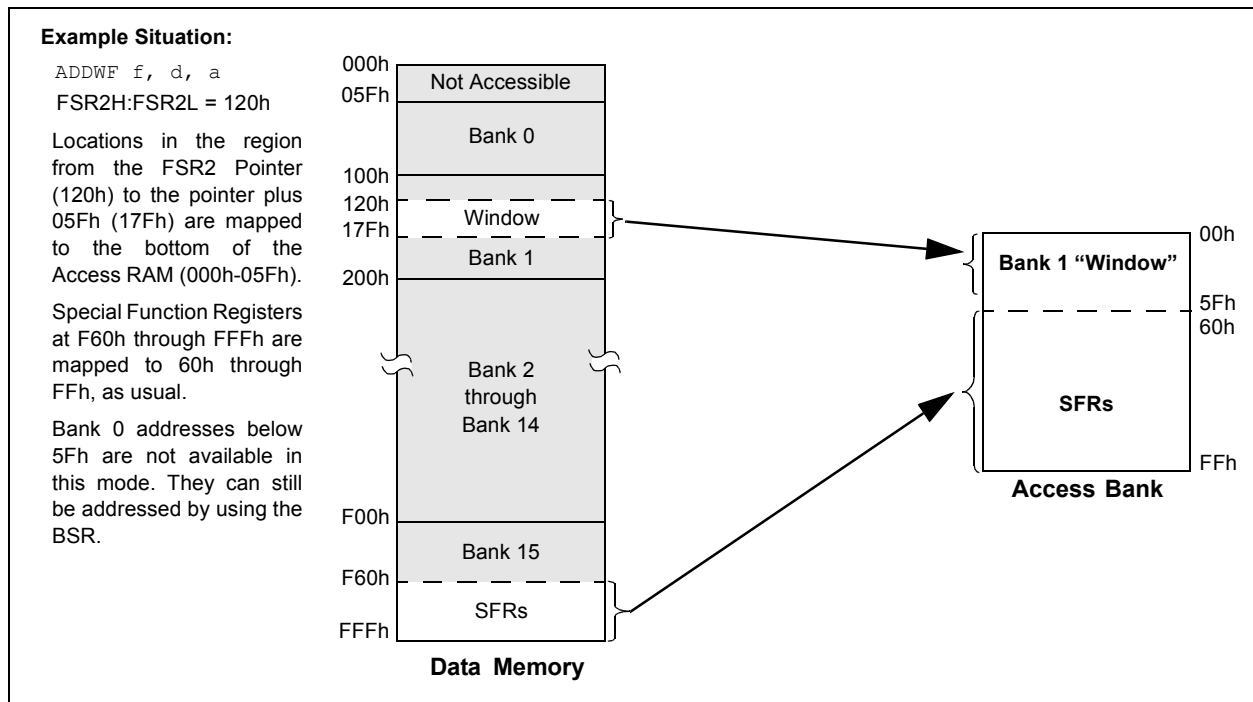 Example Situation:
ADDWF f, d, a
FSR2H:FSR2L = 120h
Locations in the region
from the FSR2 Pointer
(120h) to the pointer plus
05Fh (17Fh) are mapped
to the bottom of the
Access RAM (000h-05Fh).
Special Function Registers
at F60h through FFFh are
mapped to 60h through
FFh, as usual.
Bank 0 addresses below
5Fh are not available in
this mode. They can still
be addressed by using the
BSR.
000h
Not Accessible
05Fh
Bank 0
100h
120h
Window
17Fh
Bank 1
200h
Bank 2
through
Bank 14
F00h
Bank 15
F60h
SFRs
FFFh
Data Memory
00h
Bank 1 “Window”
5Fh
60h
SFRs
FFh
Access Bank